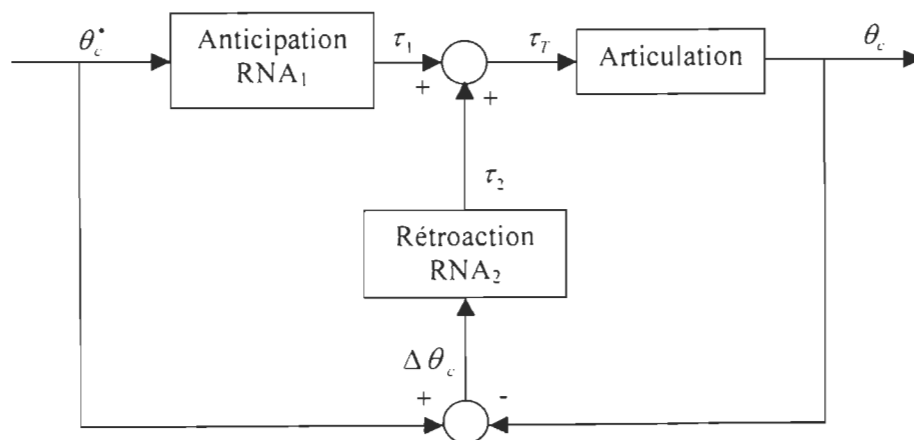 θc* Anticipation τ1 τT Articulation θc
RNA1
+ +
τ2
Rétroaction
RNA2
Δθc
+ -